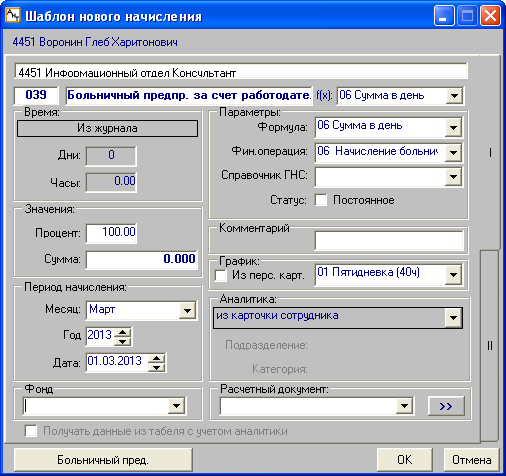 Шаблон нового начисления
4451 Воронин Глеб Харитонович
4451 Информационный отдел Консультант
039 Больничный предпр. за счет работодате. f(x): 06 Сумма в день
Время:
Из журнала
Дни: 0
Часы: 0.00
Параметры:
Формула: 06 Сумма в день
Фин.операция: 06 Начисление больнич
Справочник ГНС:
Статус: Постоянное
I
Значения:
Процент: 100.00
Сумма: 0.000
Комментарий
График:
Из перс. карт. 01 Пятидневка (40ч)
Период начисления:
Месяц: Март
Год 2013
Дата: 01.03.2013
Аналитика:
из карточки сотрудника
Подразделение:
Категория:
II
Фонд
Расчетный документ:
>>
Получать данные из табеля с учетом аналитики
Больничный пред. OK Отмена